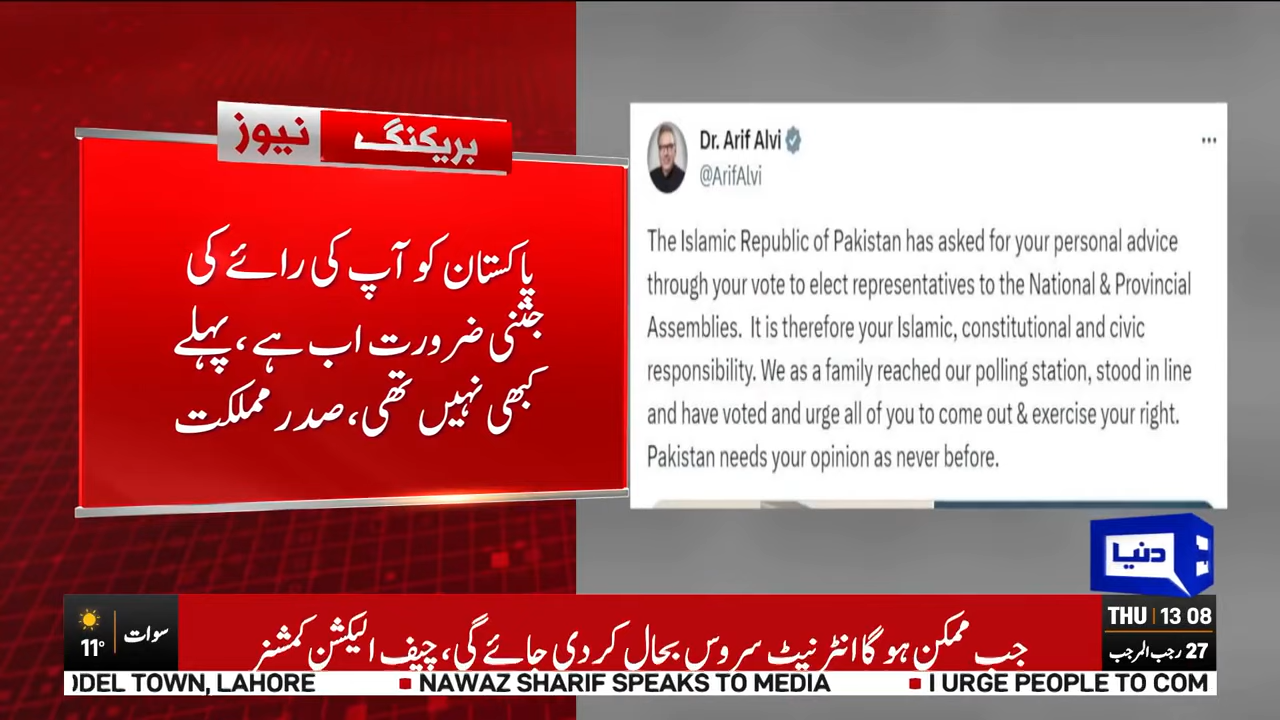 بریکنگ نیوز
پاکستان کو آپ کی رائے کی
جتنی ضرورت اب ہے، پہلے
کبھی نہیں تھی، صدر مملکت
Dr. Arif Alvi
@ArifAlvi
The Islamic Republic of Pakistan has asked for your personal advice
through your vote to elect representatives to the National & Provincial
Assemblies. It is therefore your Islamic, constitutional and civic
responsibility. We as a family reached our polling station, stood in line
and have voted and urge all of you to come out & exercise your right.
Pakistan needs your opinion as never before.
دنیا
سوات
11°
جب ممکن ہو گا انٹرنیٹ سروس بحال کر دی جائے گی، چیف الیکشن کمشنر
THU 13 08
27 رجب المرجب
ODEL TOWN, LAHORE ■ NAWAZ SHARIF SPEAKS TO MEDIA ■ I URGE PEOPLE TO COM